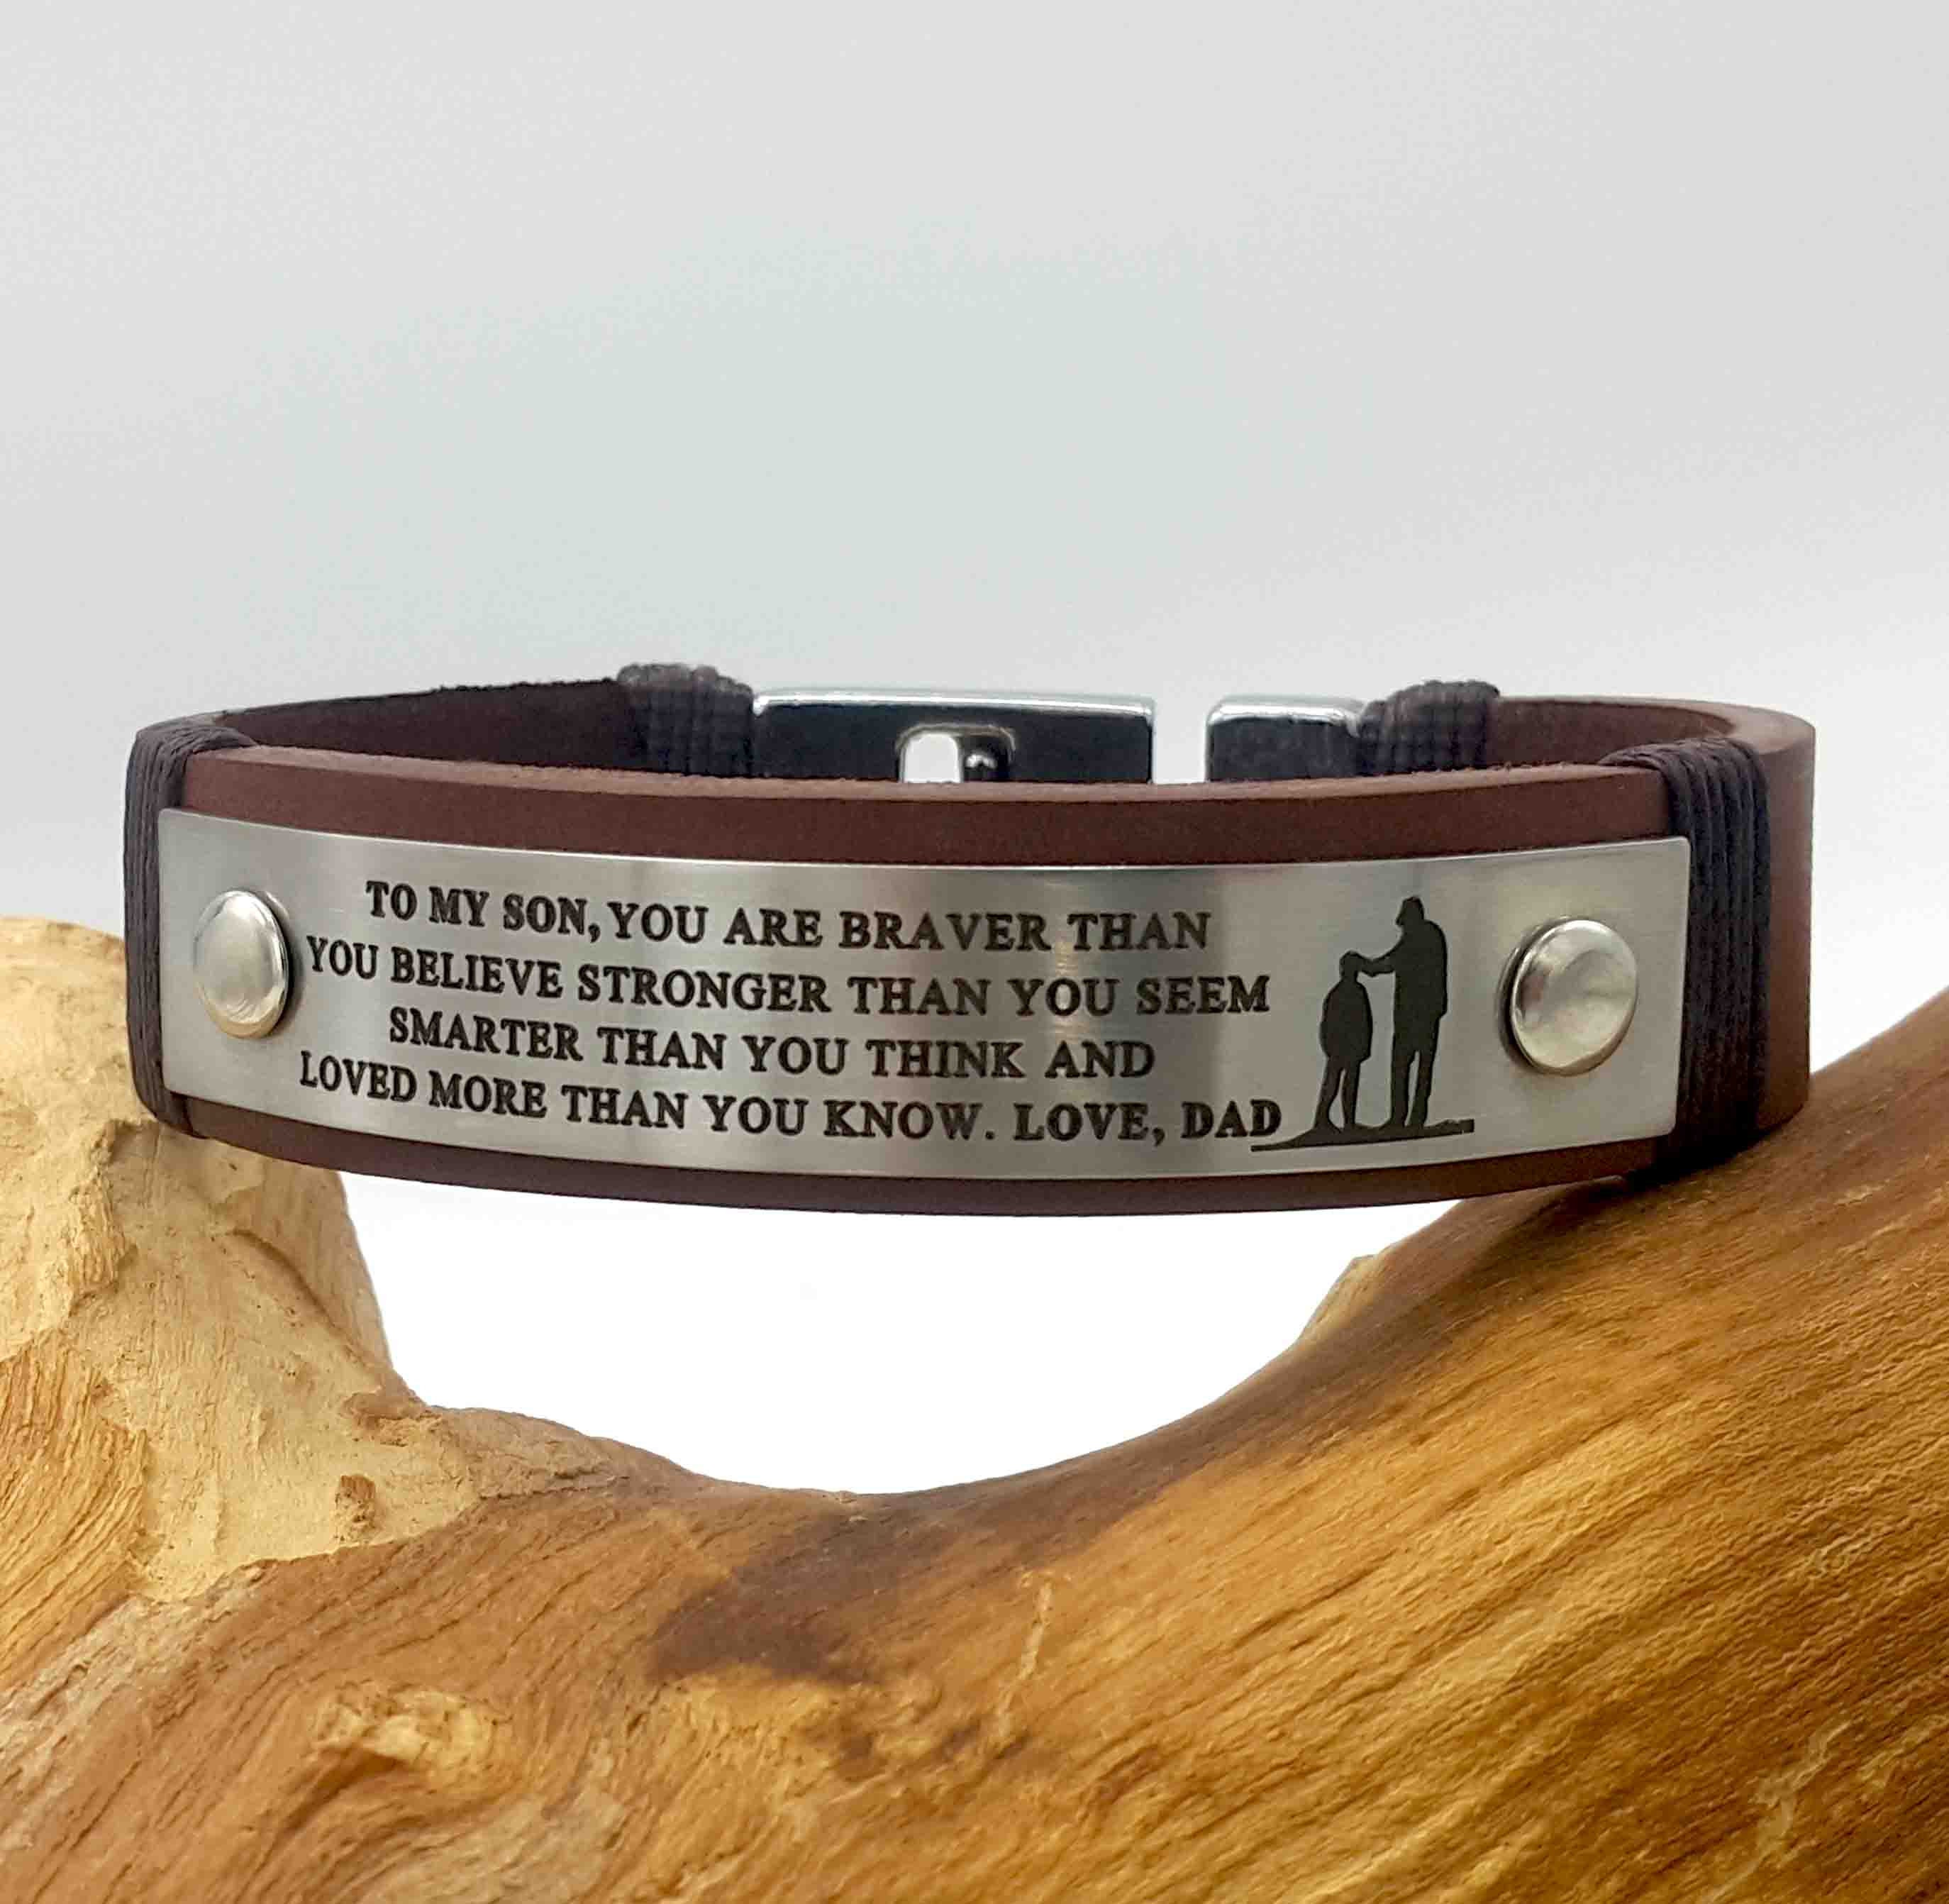 TO MY SON, YOU ARE BRAVER THAN
YOU BELIEVE STRONGER THAN YOU SEEM
SMARTER THAN YOU THINK AND
LOVED MORE THAN YOU KNOW. LOVE, DAD